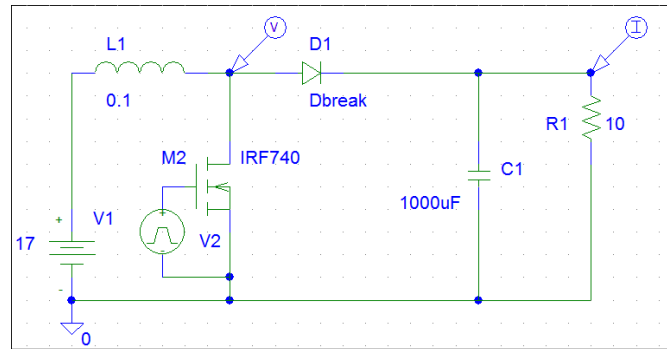 V
I
L1
D1
0.1
Dbreak
R1
10
M2
IRF740
C1
1000uF
+
V1
+
-
V2
17
-
0